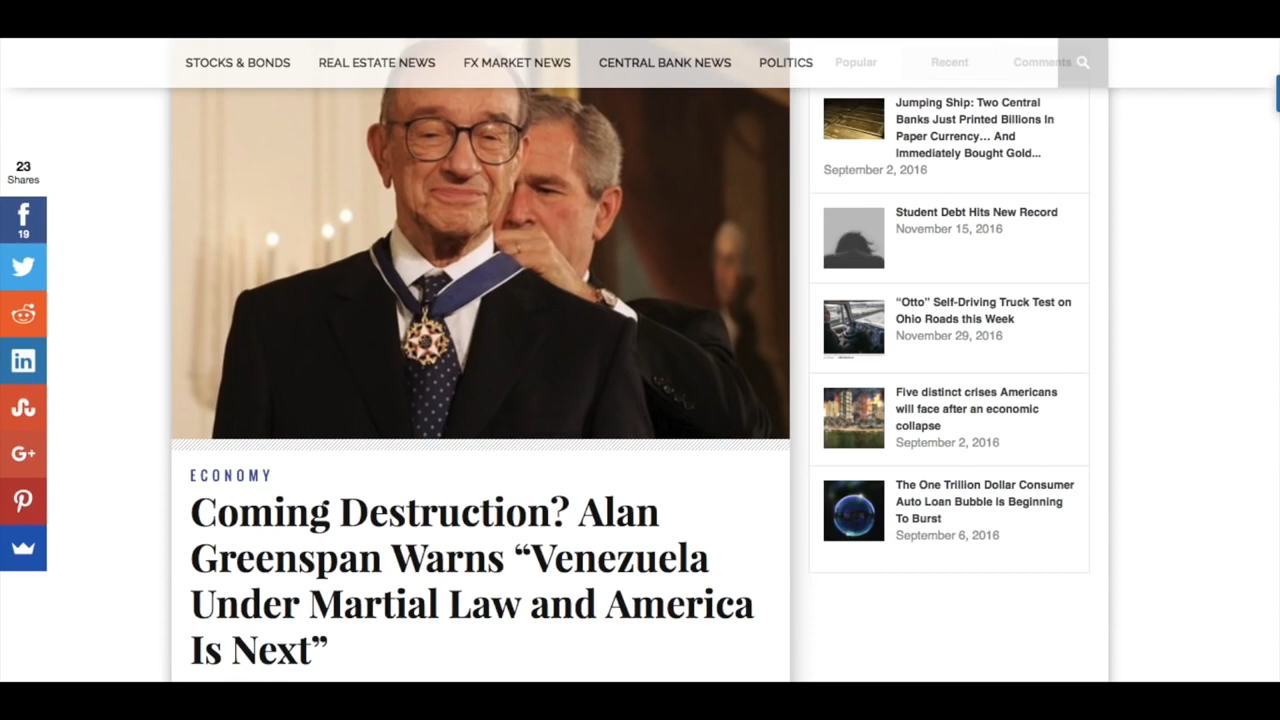 STOCKS & BONDS
REAL ESTATE NEWS
FX MARKET NEWS
CENTRAL BANK NEWS
POLITICS
Popular
Recent
Comments
23
Shares
f
19
in
G+
ECONOMY
Coming Destruction? Alan
Greenspan Warns “Venezuela
Under Martial Law and America
Is Next”
Jumping Ship: Two Central
Banks Just Printed Billions In
Paper Currency… And
Immediately Bought Gold...
September 2, 2016
Student Debt Hits New Record
November 15, 2016
“Otto” Self-Driving Truck Test on
Ohio Roads this Week
November 29, 2016
Five distinct crises Americans
will face after an economic
collapse
September 2, 2016
The One Trillion Dollar Consumer
Auto Loan Bubble Is Beginning
To Burst
September 6, 2016